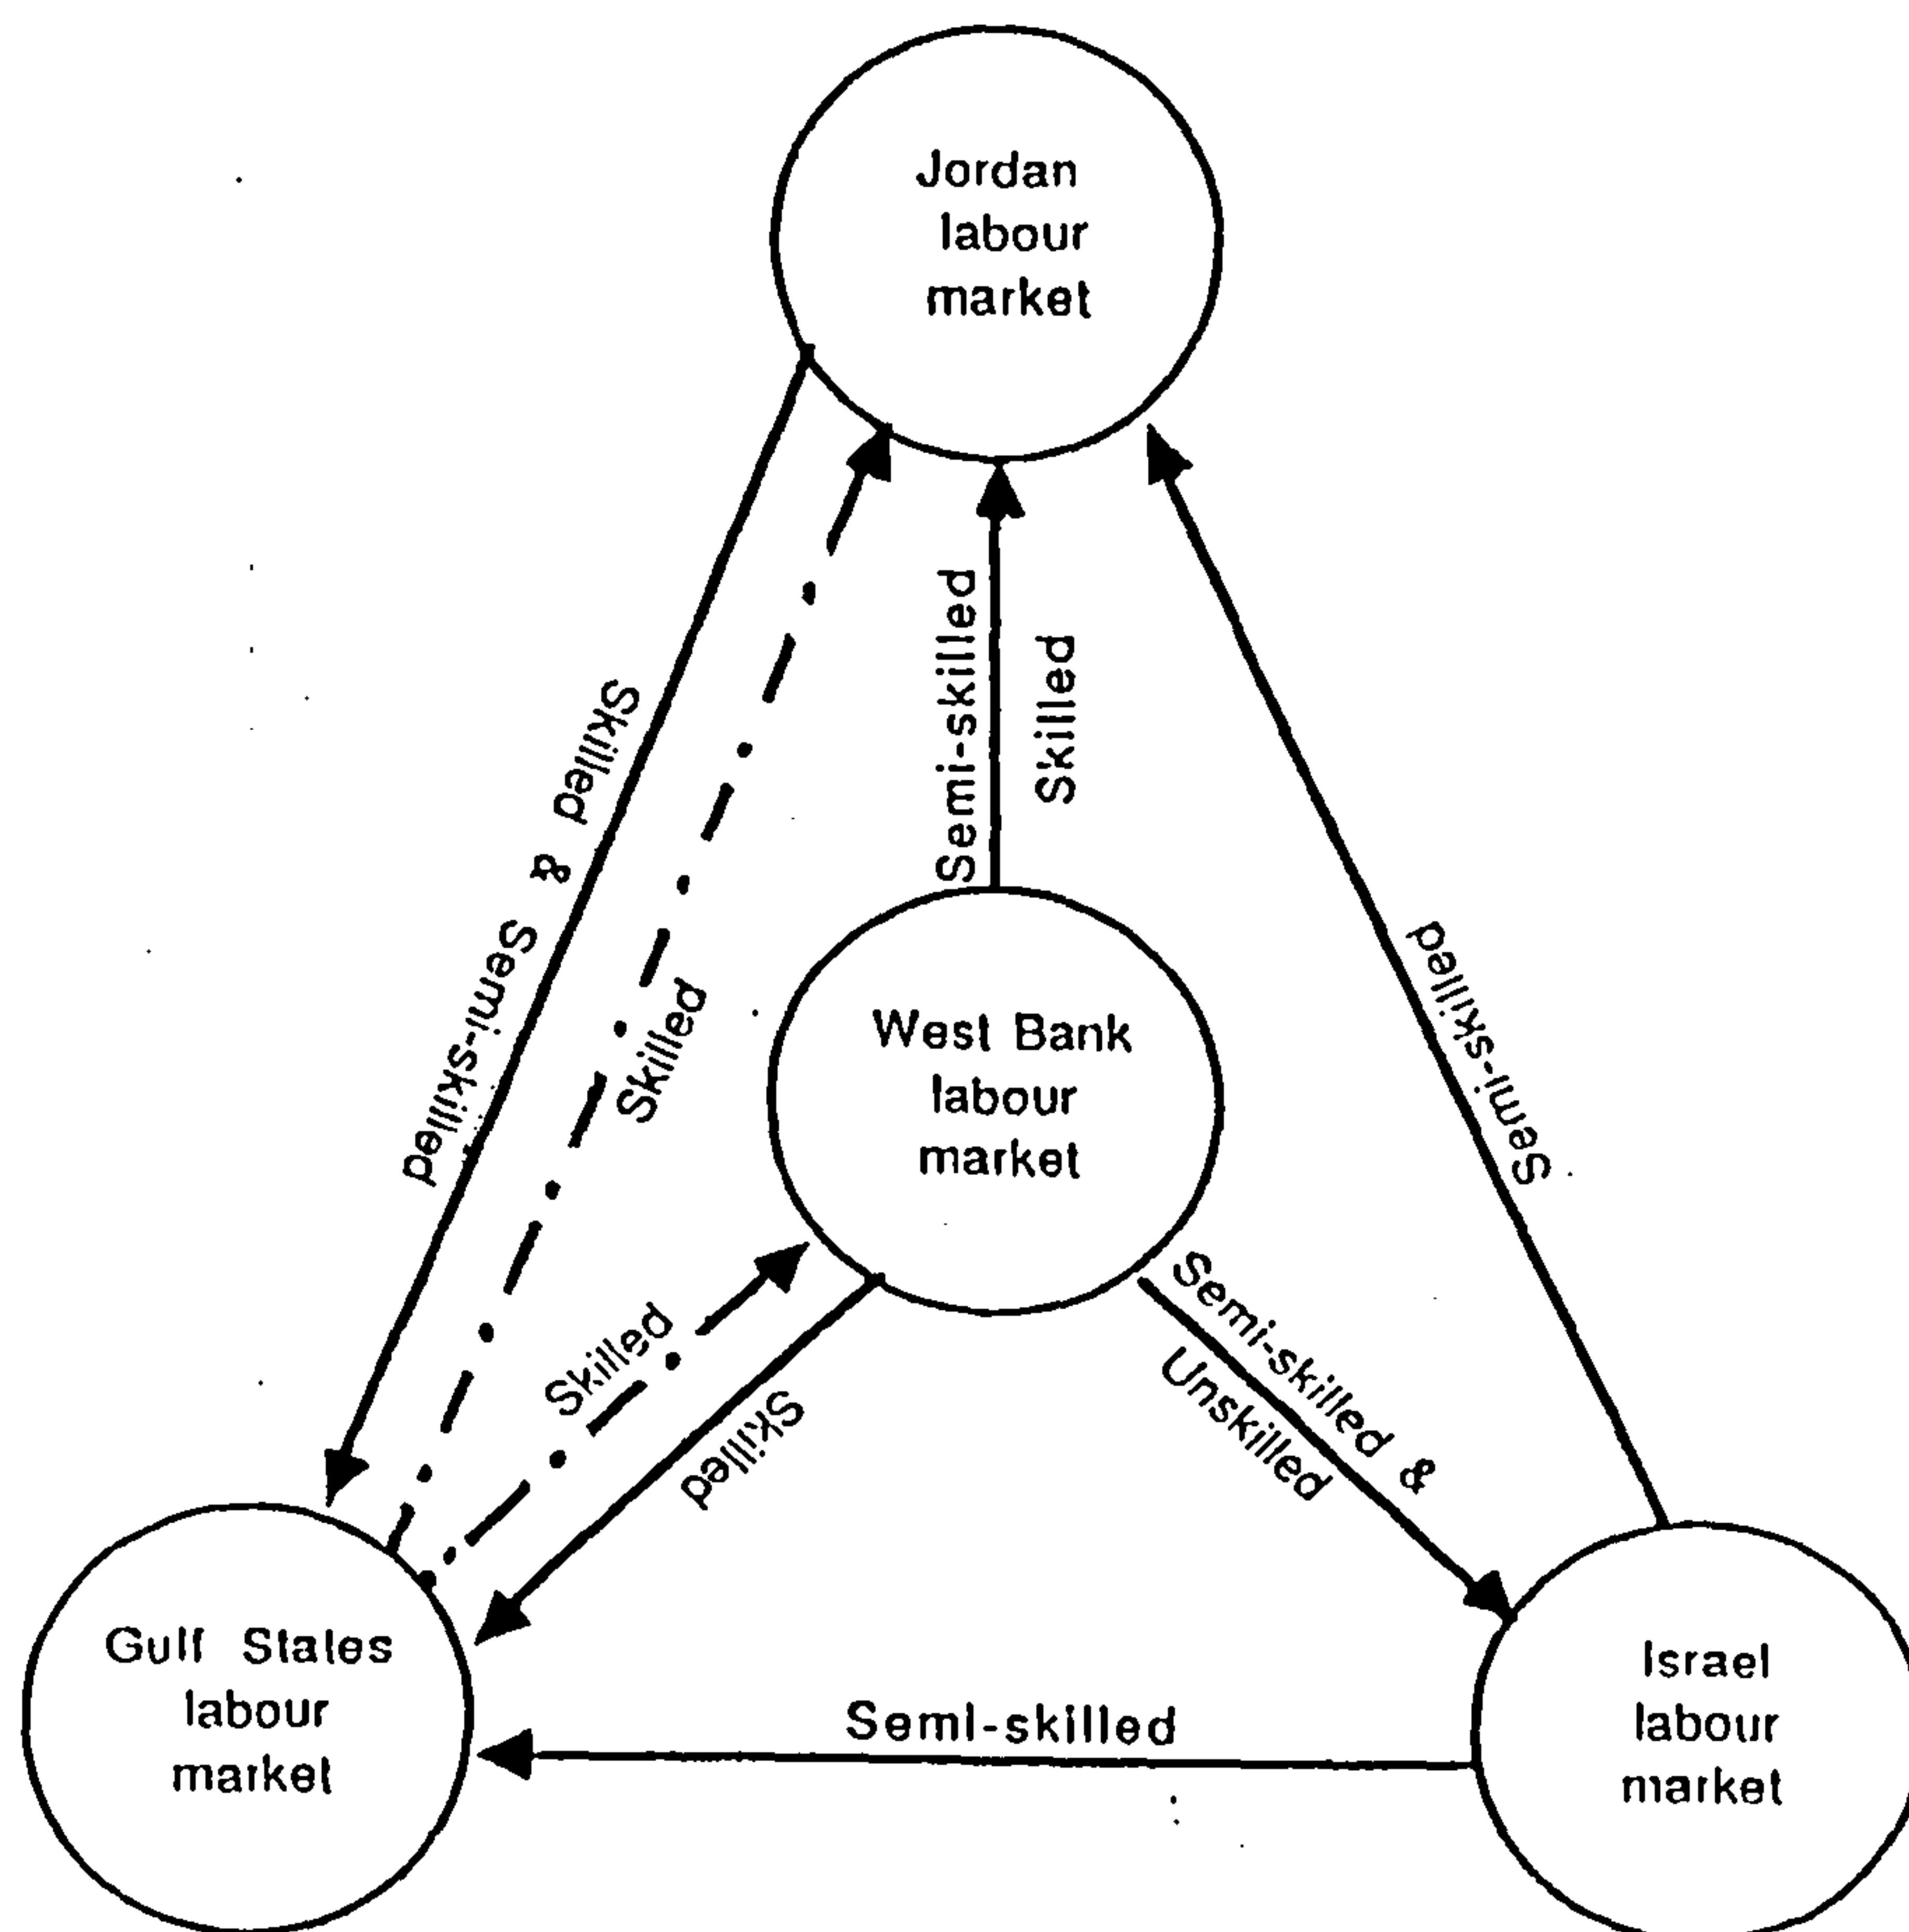 Jordan
labour
market
Skilled & Semi-skilled
Skilled
Semi-skilled
Skilled
Semi-skilled
West Bank
labour
market
Skilled
Skilled
Semi-skilled &
Unskilled
Gulf States
labour
market
Semi-skilled
Israel
labour
market